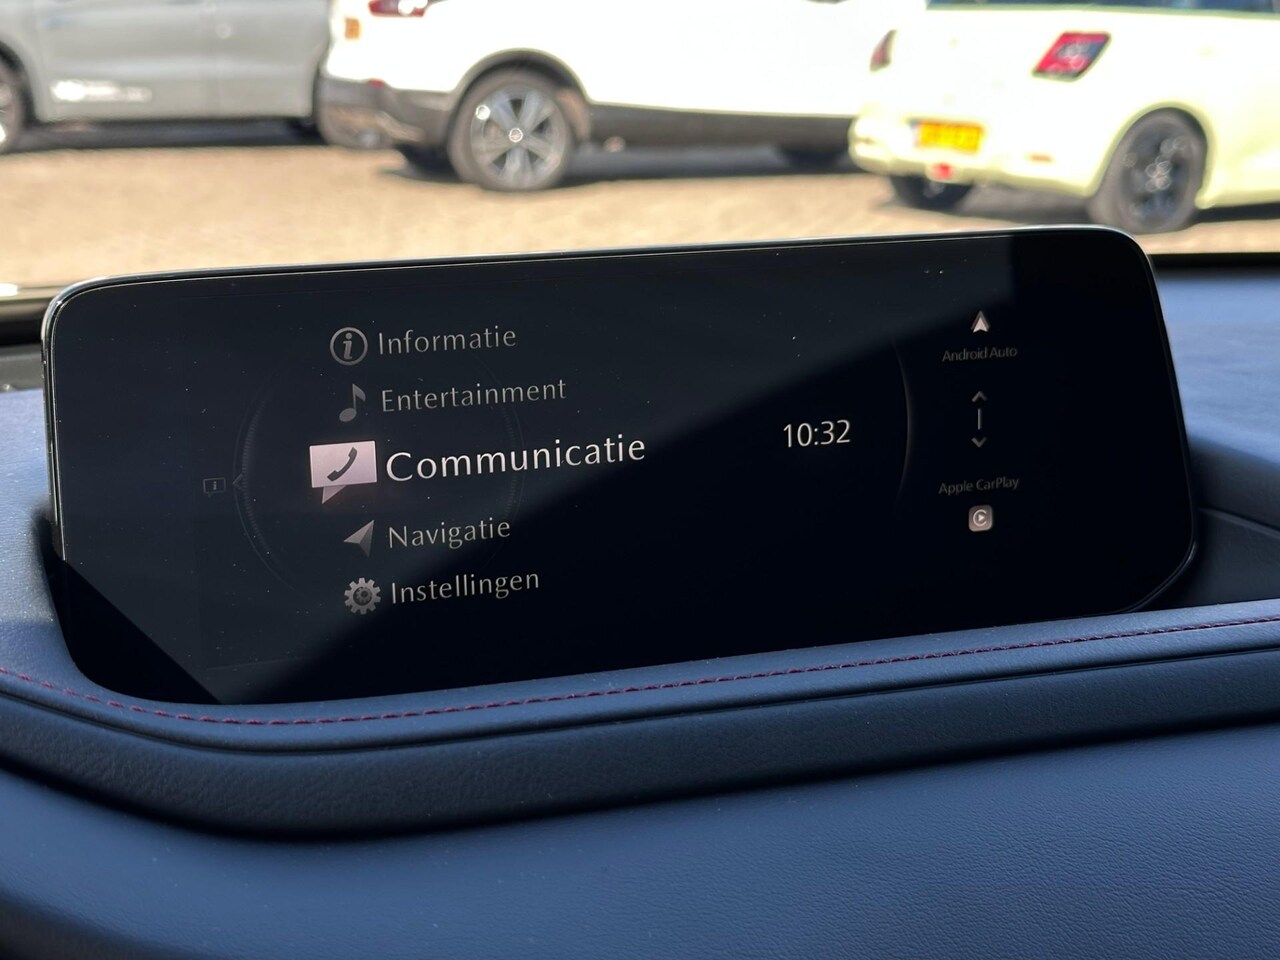 Informatie
Entertainment
Communicatie
Navigatie
Instellingen
10:32
Android Auto
Apple CarPlay